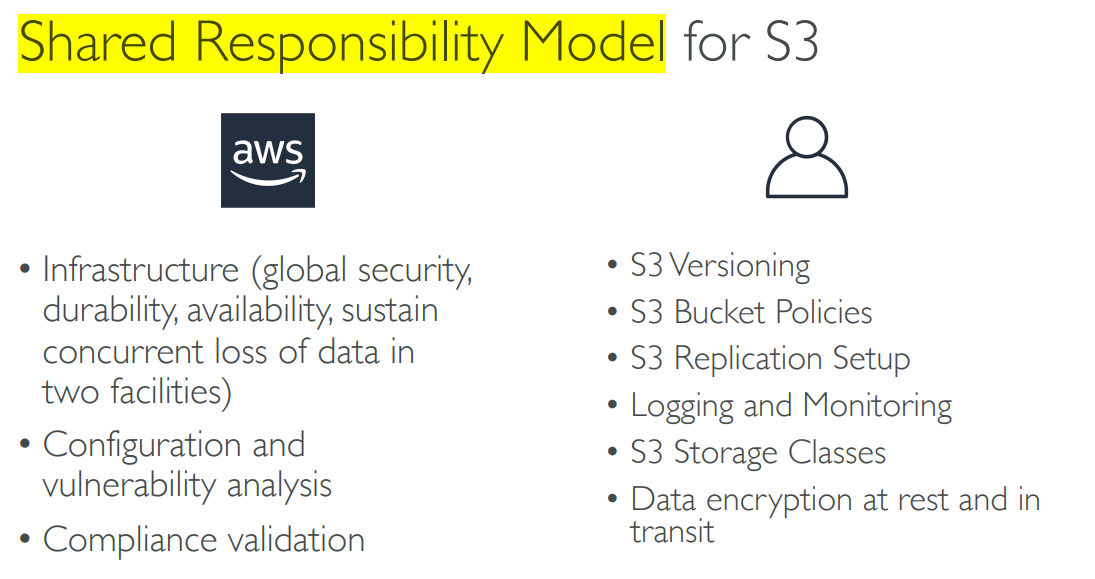 Shared Responsibility Model for S3
aws
• Infrastructure (global security,
durability, availability, sustain
concurrent loss of data in
two facilities)
• Configuration and
vulnerability analysis
• Compliance validation
• S3 Versioning
• S3 Bucket Policies
• S3 Replication Setup
• Logging and Monitoring
• S3 Storage Classes
• Data encryption at rest and in
transit